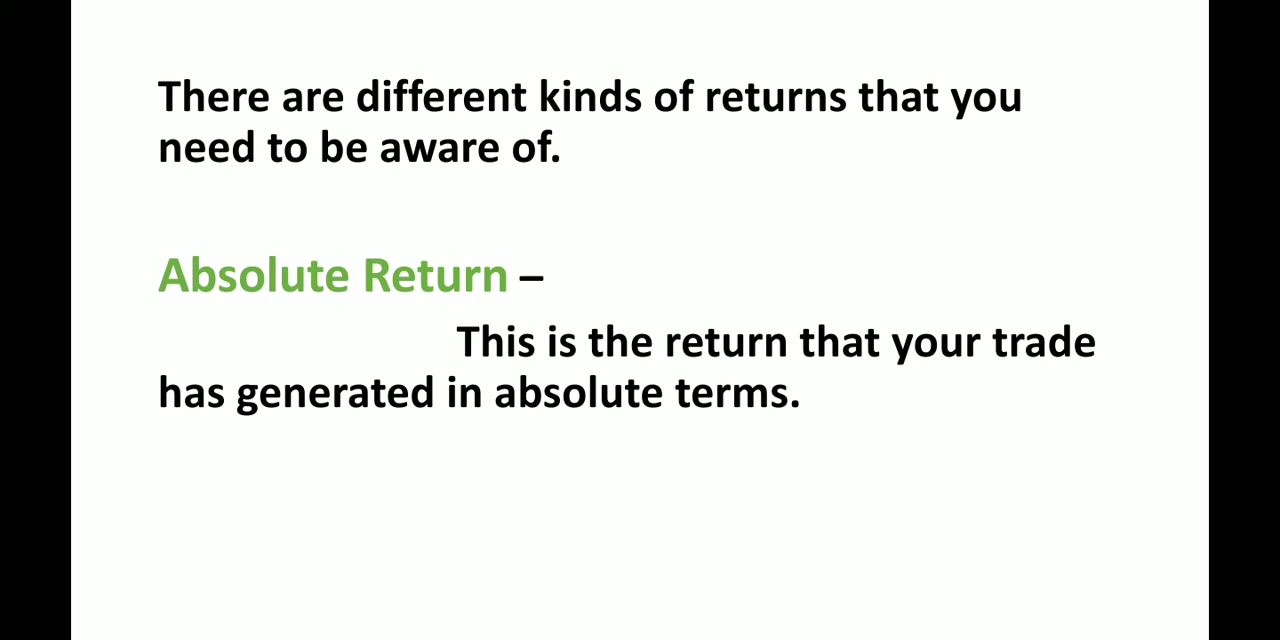 There are different kinds of returns that you
need to be aware of.
Absolute Return –
This is the return that your trade
has generated in absolute terms.